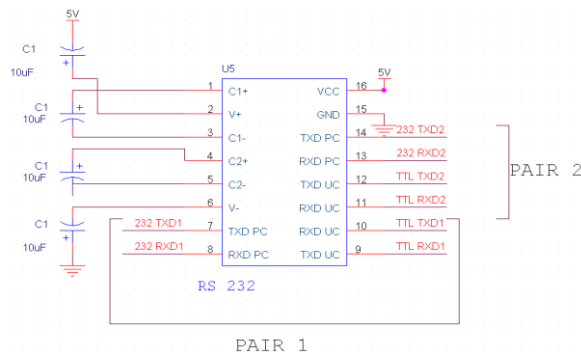 5V
C1
10uF
+
U5
5V
1 C1+ VCC 16
C1
10uF
+
2 V+ GND 15
3 C1- TXD PC 14 232 TXD2
4 C2+ RXD PC 13 232 RXD2
C1
10uF
+
5 C2- TXD UC 12 TTL TXD2
PAIR 2
6 V- RXD UC 11 TTL RXD2
C1
10uF
+
232 TXD1 7 TXD PC RXD UC 10 TTL TXD1
232 RXD1 8 RXD PC TXD UC 9 TTL RXD1
RS 232
PAIR 1